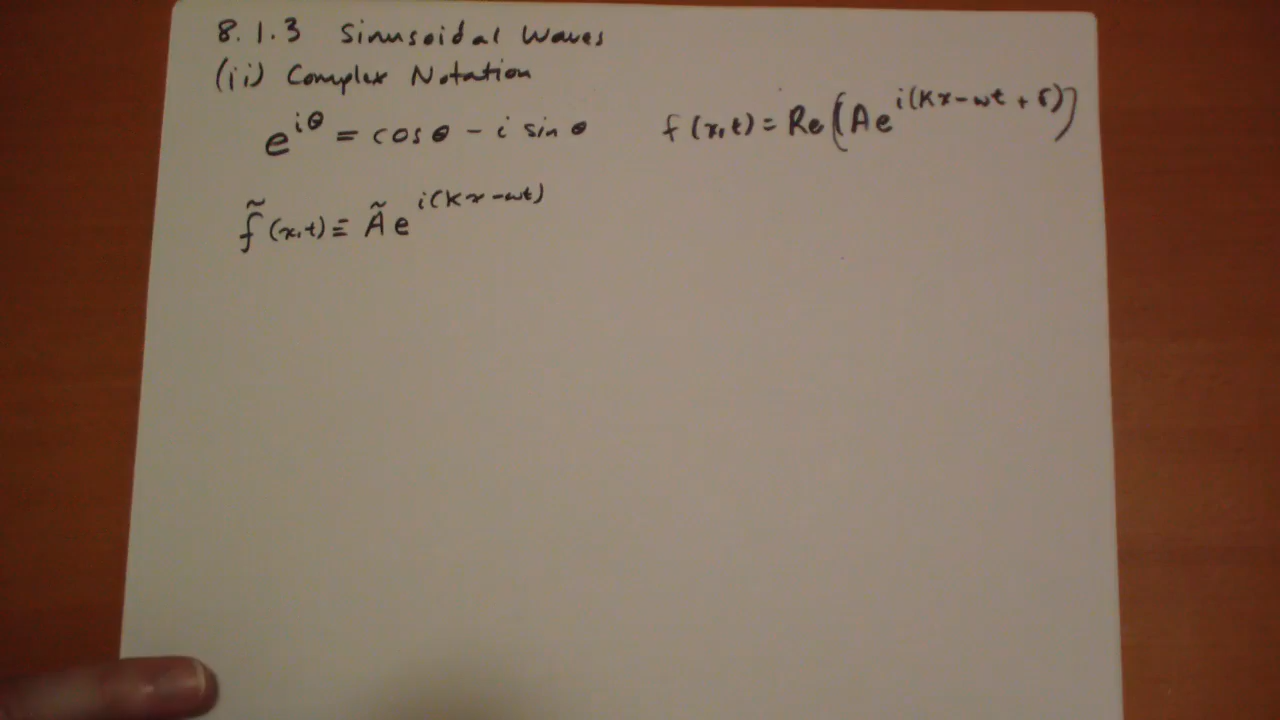 8.1.3 Sinusoidal Waves
(ii) Complex Notation
e^{iθ} = cos θ - i sin θ f(x,t) = Re(Ae^{i(Kx-ωt+δ)})
f̃(x,t) ≡ Ãe^{i(Kx-ωt)}